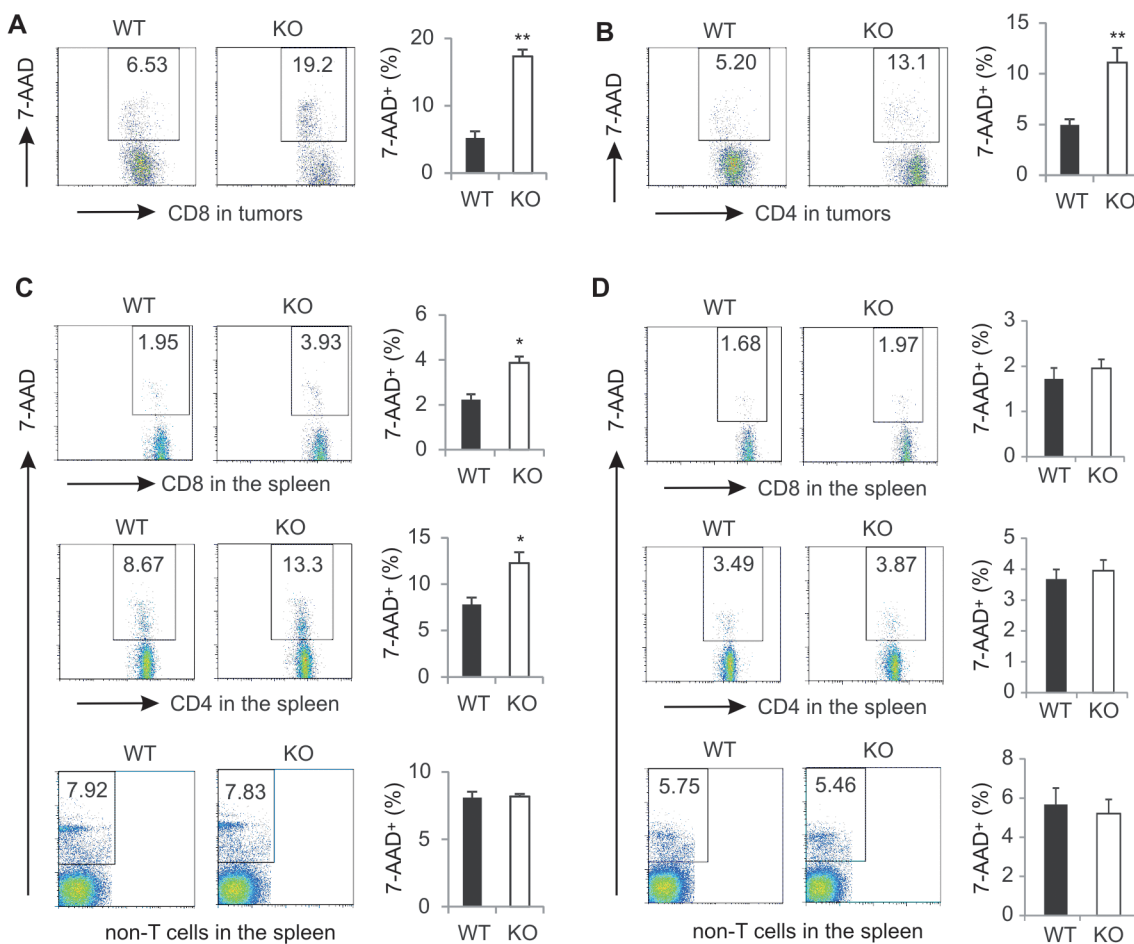 A
WT
KO
7-AAD
6.53
19.2
CD8 in tumors
7-AAD⁺ (%)
20
10
0
**
WT
KO
B
WT
KO
7-AAD
5.20
13.1
CD4 in tumors
7-AAD⁺ (%)
15
10
5
0
**
WT
KO
C
WT
KO
7-AAD
1.95
3.93
CD8 in the spleen
7-AAD⁺ (%)
6
4
2
0
*
WT
KO
WT
KO
8.67
13.3
CD4 in the spleen
7-AAD⁺ (%)
15
10
5
0
*
WT
KO
WT
KO
7.92
7.83
non-T cells in the spleen
7-AAD⁺ (%)
10
5
0
WT
KO
D
WT
KO
7-AAD
1.68
1.97
CD8 in the spleen
7-AAD⁺ (%)
3
2
1
0
WT
KO
WT
KO
3.49
3.87
CD4 in the spleen
7-AAD⁺ (%)
5
4
3
2
1
0
WT
KO
WT
KO
5.75
5.46
non-T cells in the spleen
7-AAD⁺ (%)
8
6
4
2
0
WT
KO